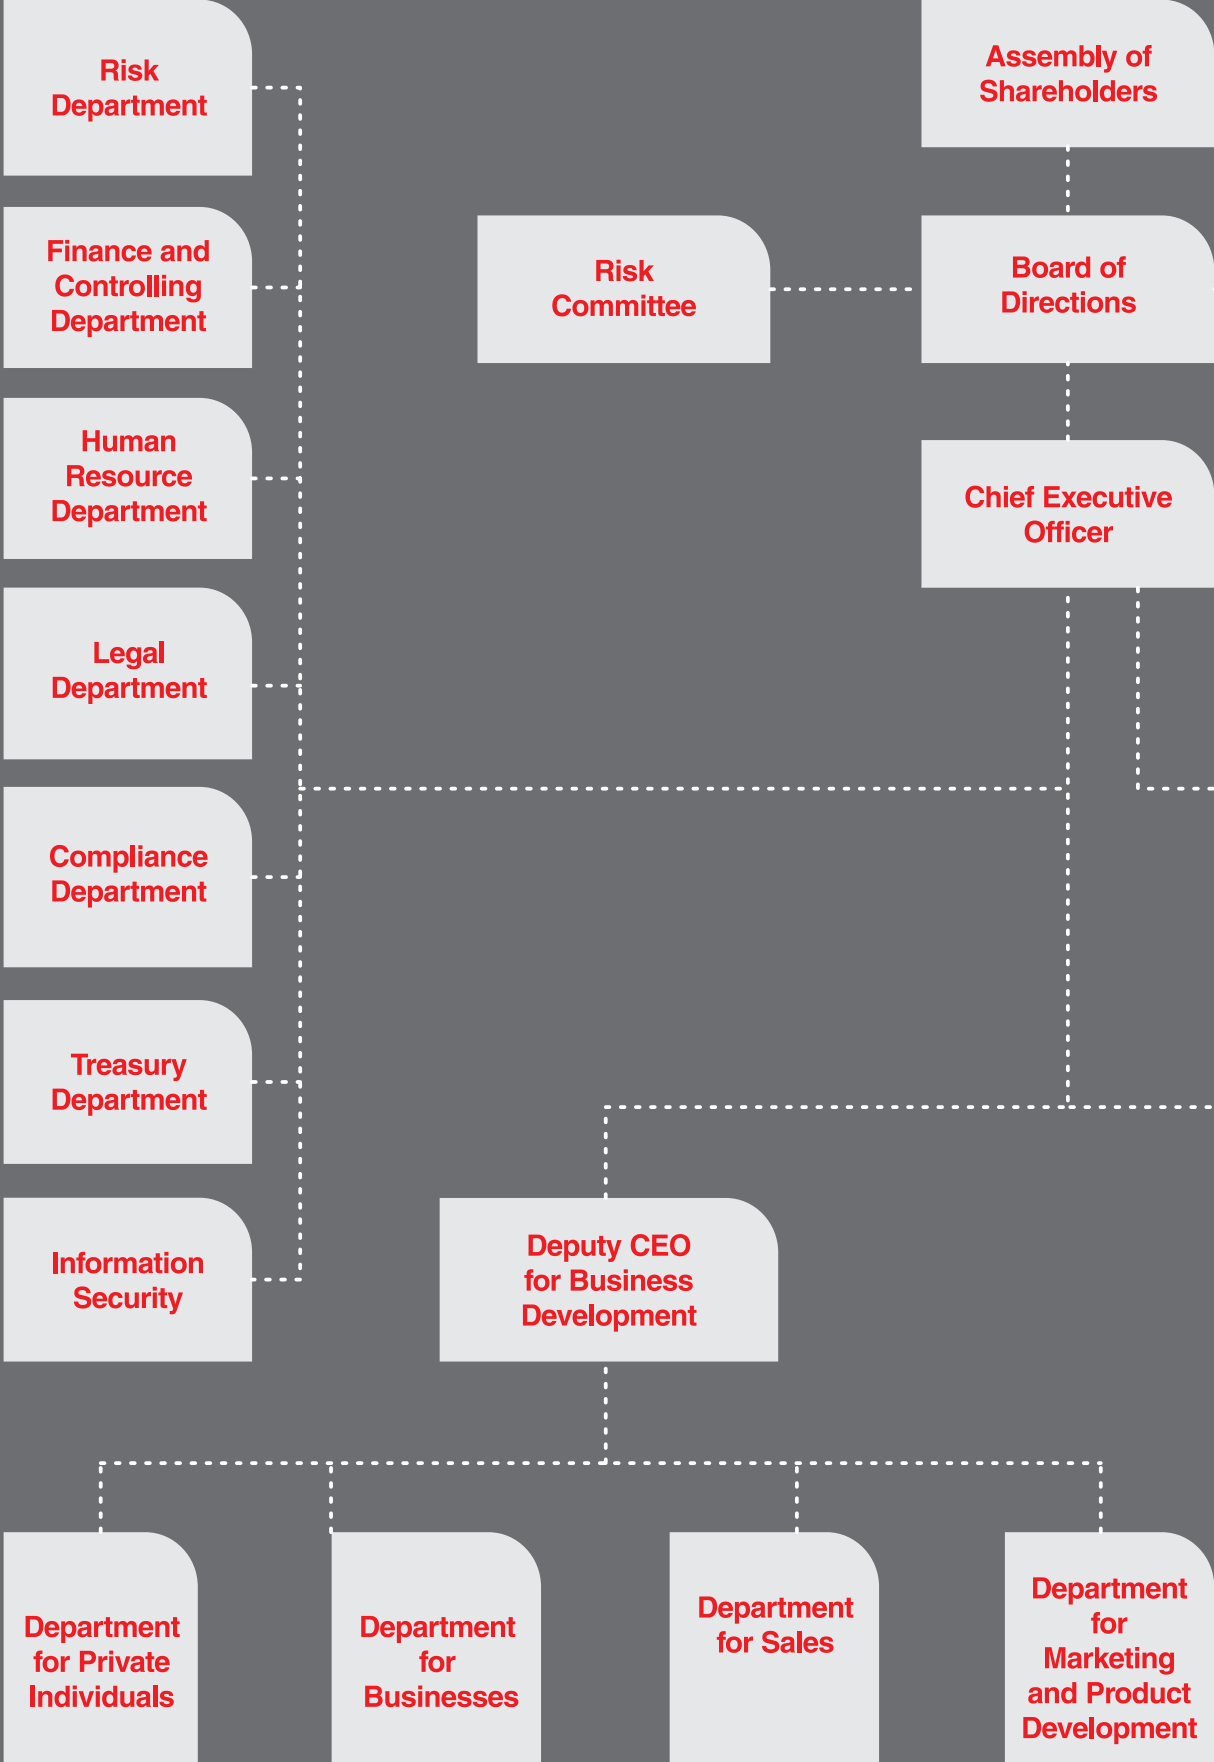 Risk
Department
Assembly of
Shareholders
Finance and
Controlling
Department
Risk
Committee
Board of
Directions
Human
Resource
Department
Chief Executive
Officer
Legal
Department
Compliance
Department
Treasury
Department
Information
Security
Deputy CEO
for Business
Development
Department
for Private
Individuals
Department
for
Businesses
Department
for Sales
Department
for
Marketing
and Product
Development